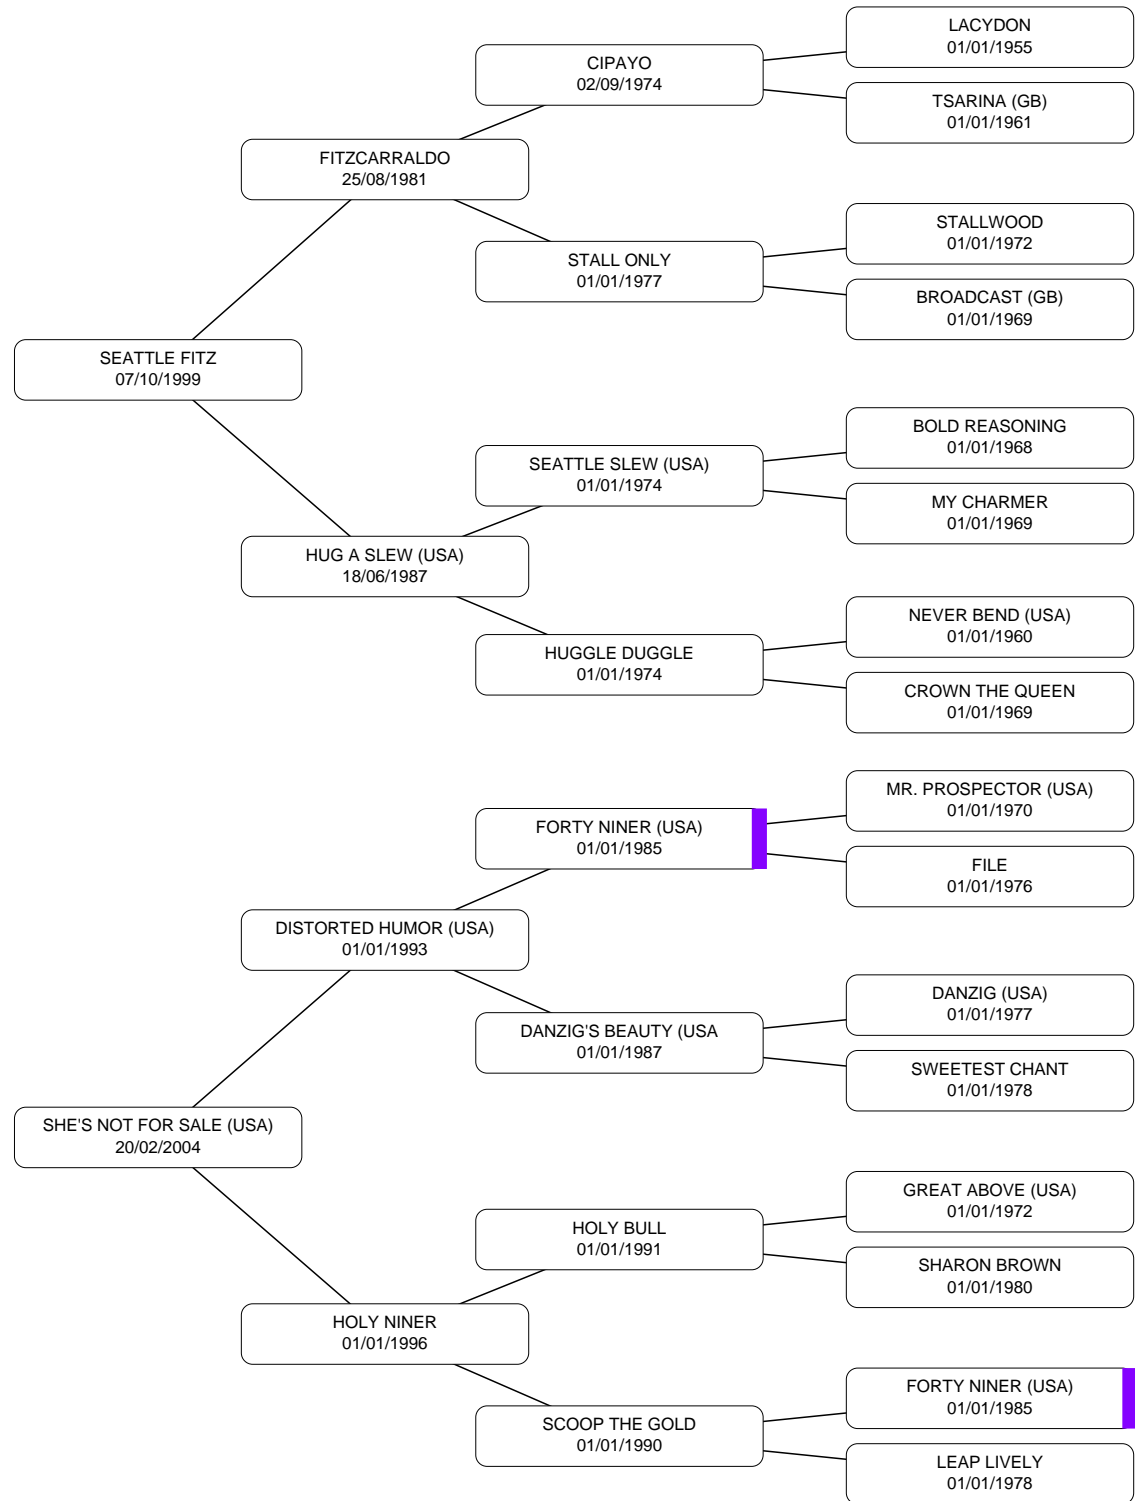 LACYDON
01/01/1955
CIPAYO
02/09/1974
TSARINA (GB)
01/01/1961
FITZCARRALDO
25/08/1981
STALLWOOD
01/01/1972
STALL ONLY
01/01/1977
BROADCAST (GB)
01/01/1969
SEATTLE FITZ
07/10/1999
BOLD REASONING
01/01/1968
SEATTLE SLEW (USA)
01/01/1974
MY CHARMER
01/01/1969
HUG A SLEW (USA)
18/06/1987
NEVER BEND (USA)
01/01/1960
HUGGLE DUGGLE
01/01/1974
CROWN THE QUEEN
01/01/1969
MR. PROSPECTOR (USA)
01/01/1970
FORTY NINER (USA)
01/01/1985
FILE
01/01/1976
DISTORTED HUMOR (USA)
01/01/1993
DANZIG (USA)
01/01/1977
DANZIG'S BEAUTY (USA
01/01/1987
SWEETEST CHANT
01/01/1978
SHE'S NOT FOR SALE (USA)
20/02/2004
GREAT ABOVE (USA)
01/01/1972
HOLY BULL
01/01/1991
SHARON BROWN
01/01/1980
HOLY NINER
01/01/1996
FORTY NINER (USA)
01/01/1985
SCOOP THE GOLD
01/01/1990
LEAP LIVELY
01/01/1978